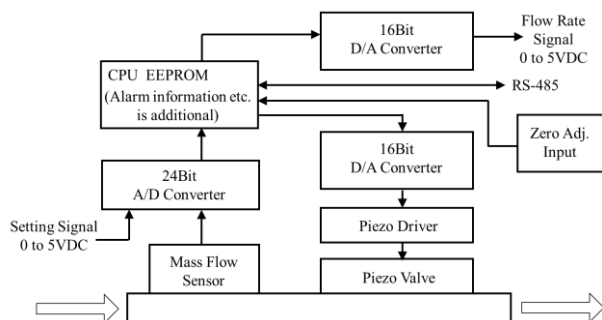 16Bit
D/A Converter
Flow Rate
Signal
0 to 5VDC
CPU EEPROM
(Alarm information etc.
is additional)
RS-485
Zero Adj.
Input
16Bit
D/A Converter
24Bit
A/D Converter
Setting Signal
0 to 5VDC
Piezo Driver
Mass Flow
Sensor
Piezo Valve